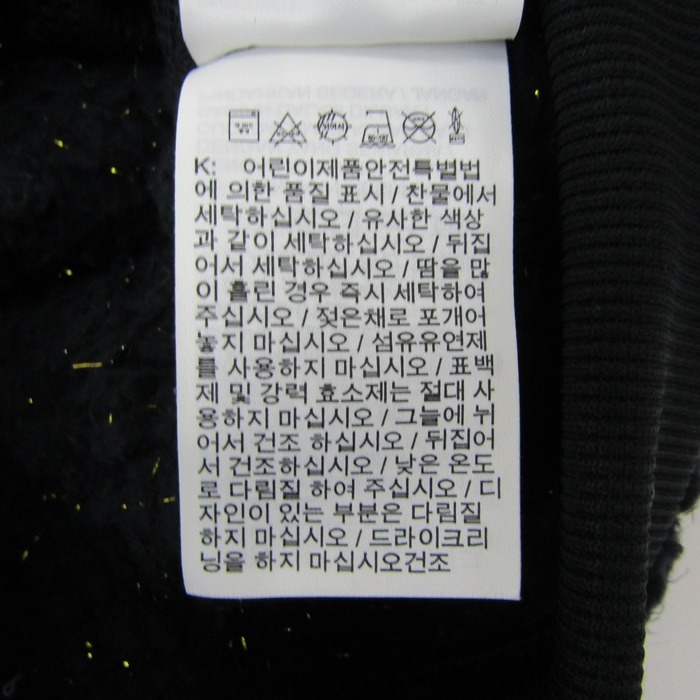 K: 어린이제품안전특별법
에 의한 품질 표시 / 찬물에서
세탁하십시오 / 유사한 색상
과 같이 세탁하십시오 / 뒤집
어서 세탁하십시오 / 땀을 많
이 흘린 경우 즉시 세탁하여
주십시오 / 젖은채로 포개어
놓지 마십시오 / 섬유유연제
를 사용하지 마십시오 / 표백
제 및 강력 효소제는 절대 사
용하지 마십시오 / 그늘에 뉘
어서 건조 하십시오 / 뒤집어
서 건조하십시오 / 낮은 온도
로 다림질 하여 주십시오 / 디
자인이 있는 부분은 다림질
하지 마십시오 / 드라이크리
닝을 하지 마십시오건조